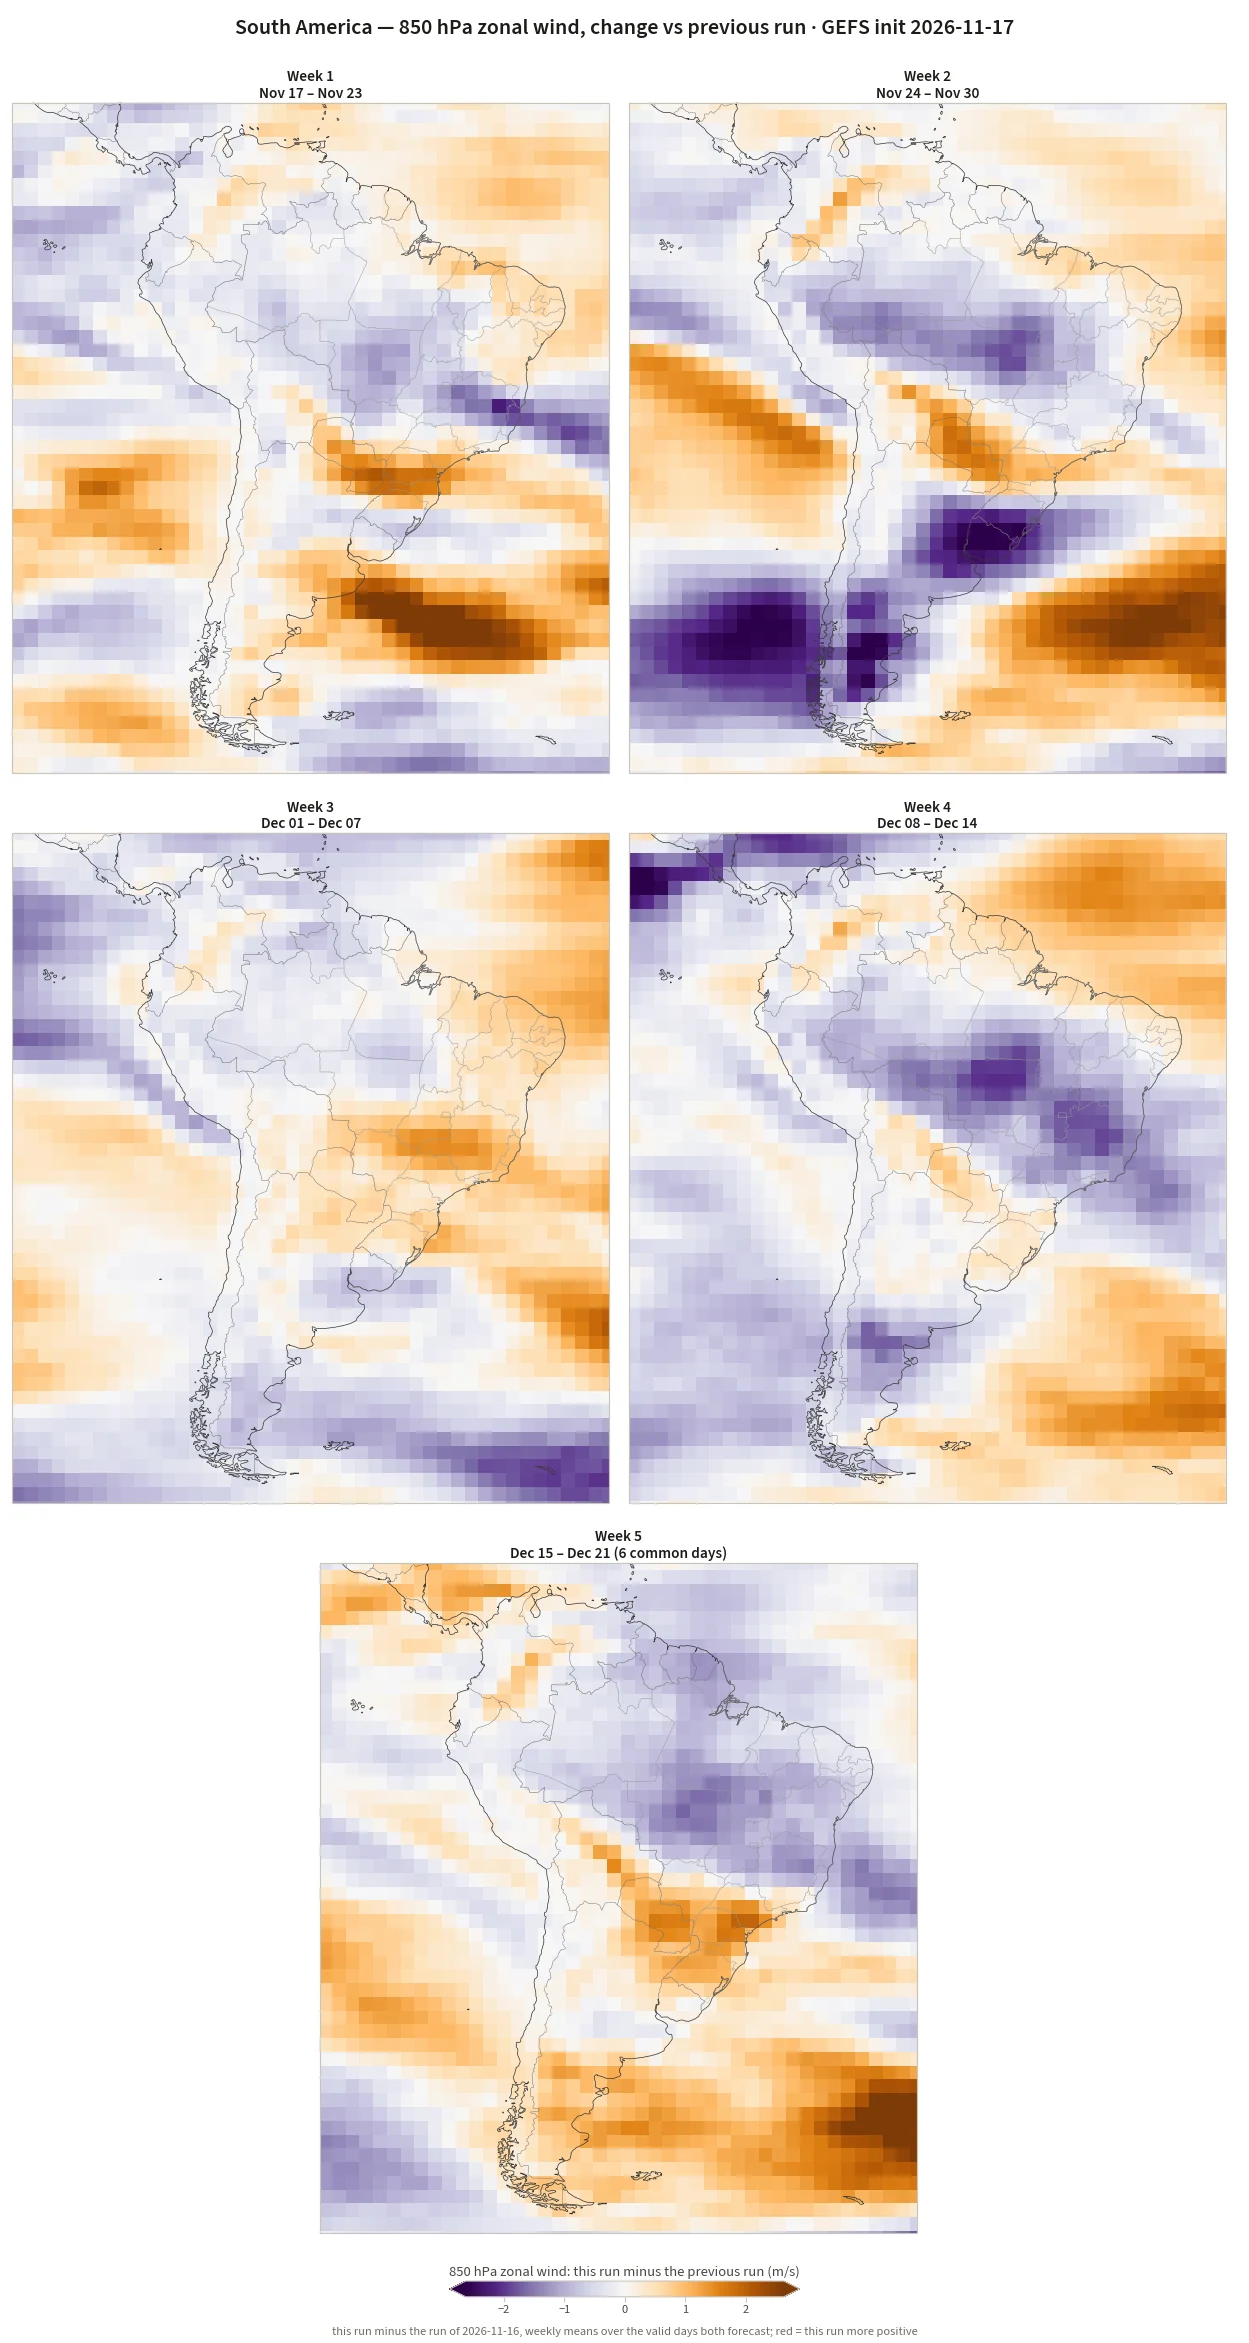 South America — 850 hPa zonal wind, change vs previous run · GEFS init 2026-11-17
Week 1
Nov 17 – Nov 23
Week 2
Nov 24 – Nov 30
Week 3
Dec 01 – Dec 07
Week 4
Dec 08 – Dec 14
Week 5
Dec 15 – Dec 21 (6 common days)
850 hPa zonal wind: this run minus the previous run (m/s)
−2 −1 0 1 2
this run minus the run of 2026-11-16, weekly means over the valid days both forecast; red = this run more positive